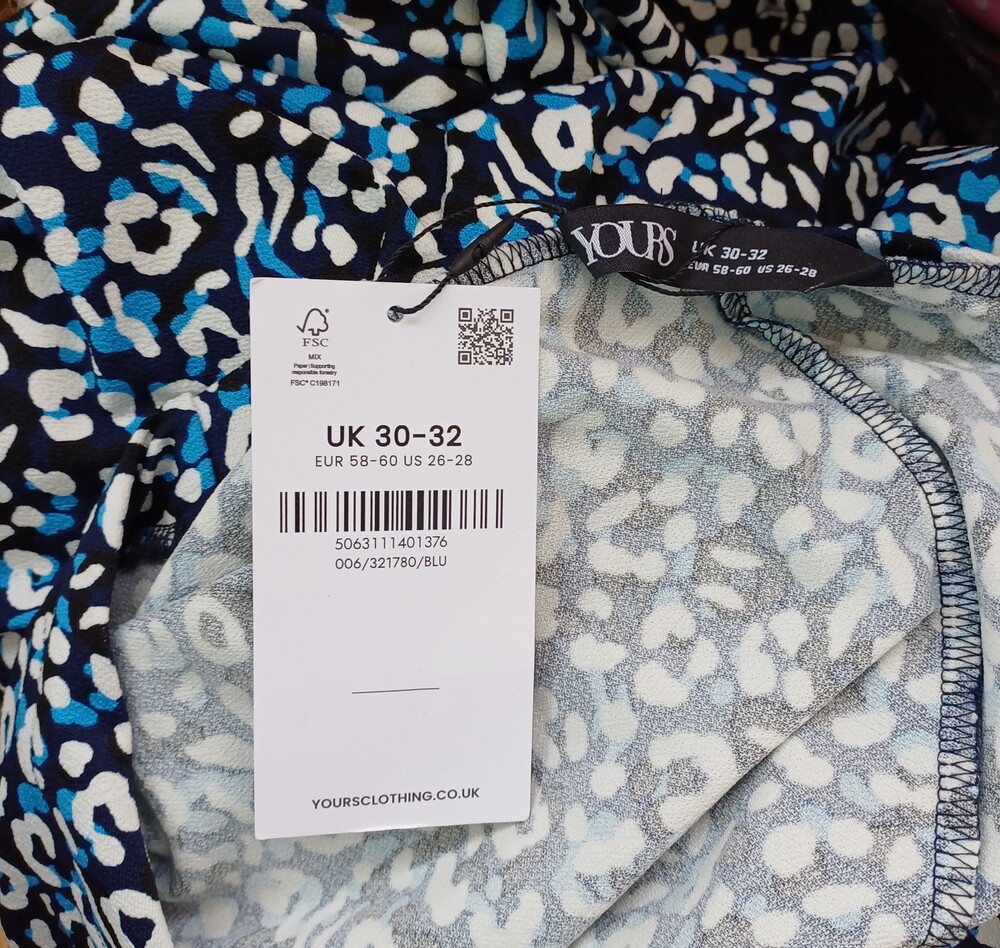 YOURS
UK 30-32
EUR 58-60 US 26-28
FSC
MIX
Paper | Supporting
responsible forestry
FSC® C198171
UK 30-32
EUR 58-60 US 26-28
5063111401376
006/321780/BLU
YOURSCLOTHING.CO.UK